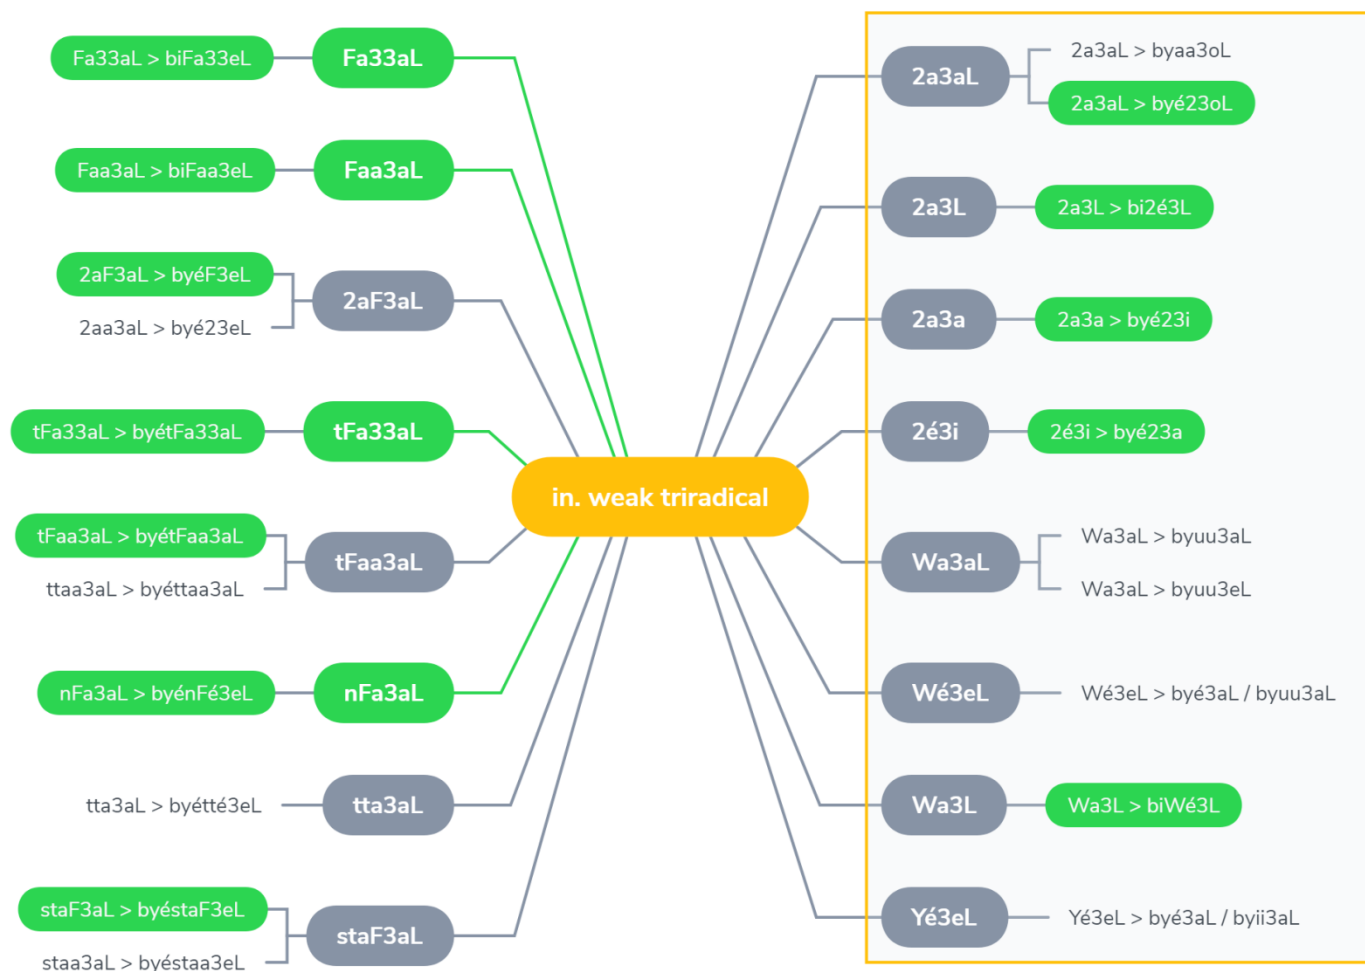 in. weak triradical
Fa33aL > biFa33eL
Fa33aL
Faa3aL > biFaa3eL
Faa3aL
2aF3aL > byéF3eL
2aa3aL > byé23eL
2aF3aL
tFa33aL > byétFa33aL
tFa33aL
tFaa3aL > byétFaa3aL
ttaa3aL > byéttaa3aL
tFaa3aL
nFa3aL > byénFé3eL
nFa3aL
tta3aL > byétté3eL
tta3aL
staF3aL > byéstaF3eL
staa3aL > byéstaa3eL
staF3aL
2a3aL
2a3aL > byaa3oL
2a3aL > byé23oL
2a3L
2a3L > bi2é3L
2a3a
2a3a > byé23i
2é3i
2é3i > byé23a
Wa3aL
Wa3aL > byuu3aL
Wa3aL > byuu3eL
Wé3eL
Wé3eL > byé3aL / byuu3aL
Wa3L
Wa3L > biWé3L
Yé3eL
Yé3eL > byé3aL / byii3aL